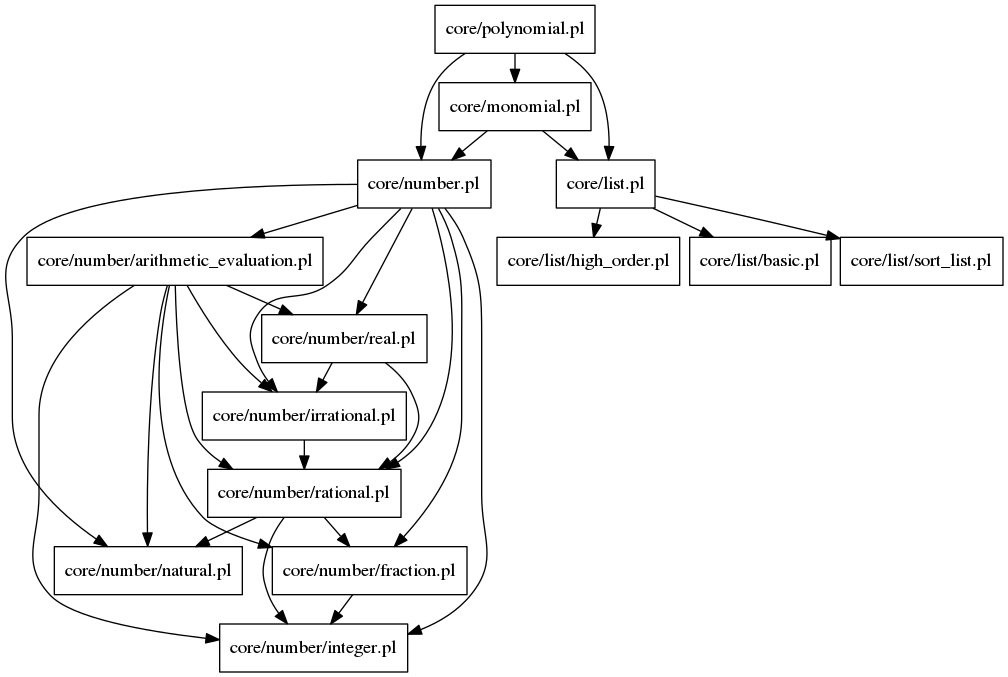 core/polynomial.pl
core/monomial.pl
core/number.pl
core/list.pl
core/number/arithmetic_evaluation.pl
core/list/high_order.pl
core/list/basic.pl
core/list/sort_list.pl
core/number/real.pl
core/number/irrational.pl
core/number/rational.pl
core/number/natural.pl
core/number/fraction.pl
core/number/integer.pl